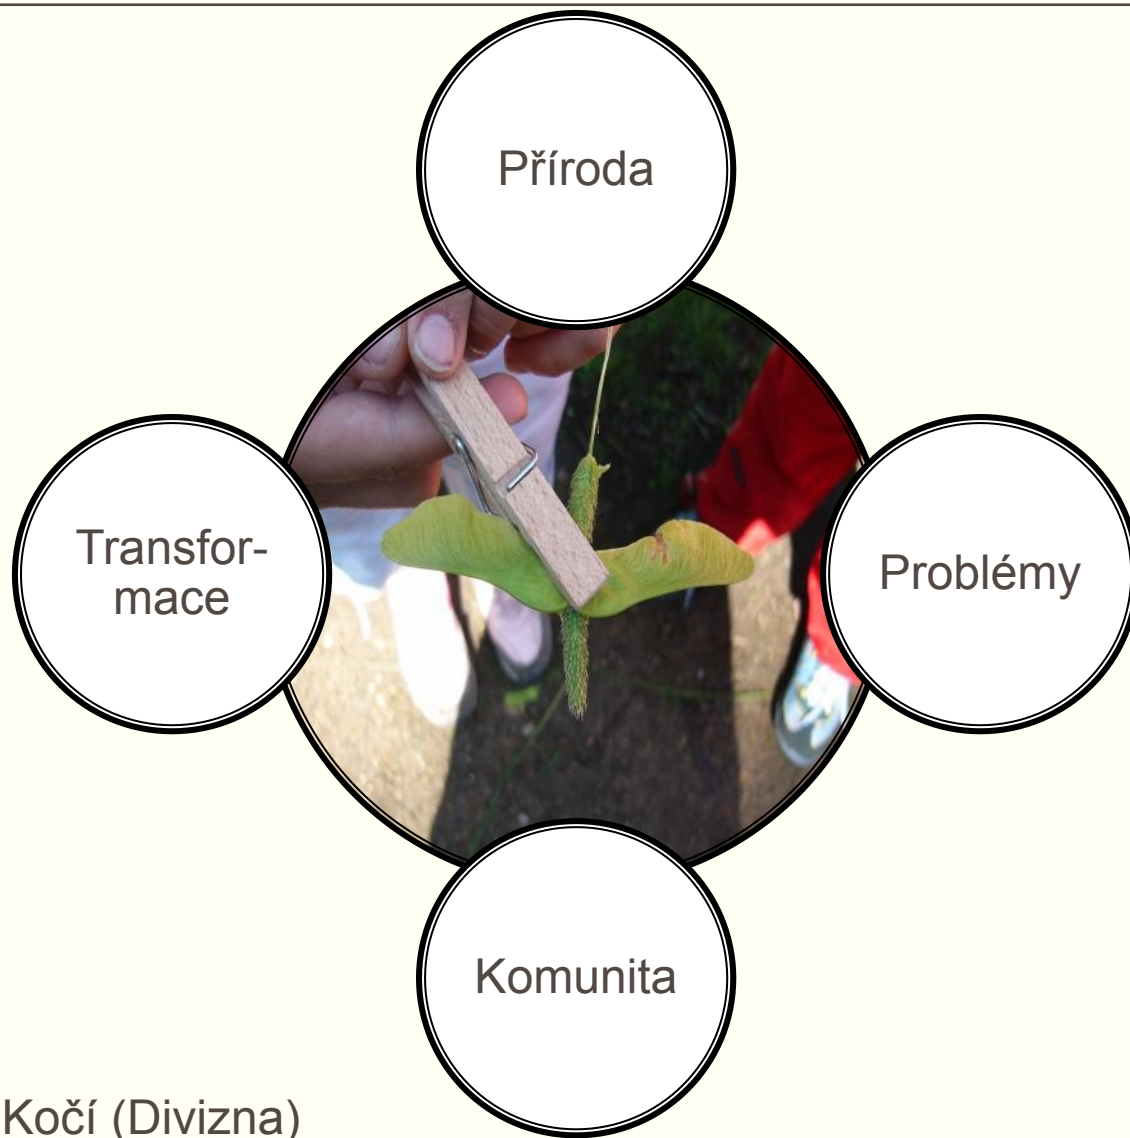 Příroda
Transfor-
mace
Problémy
Komunita
Kočí (Divizna)